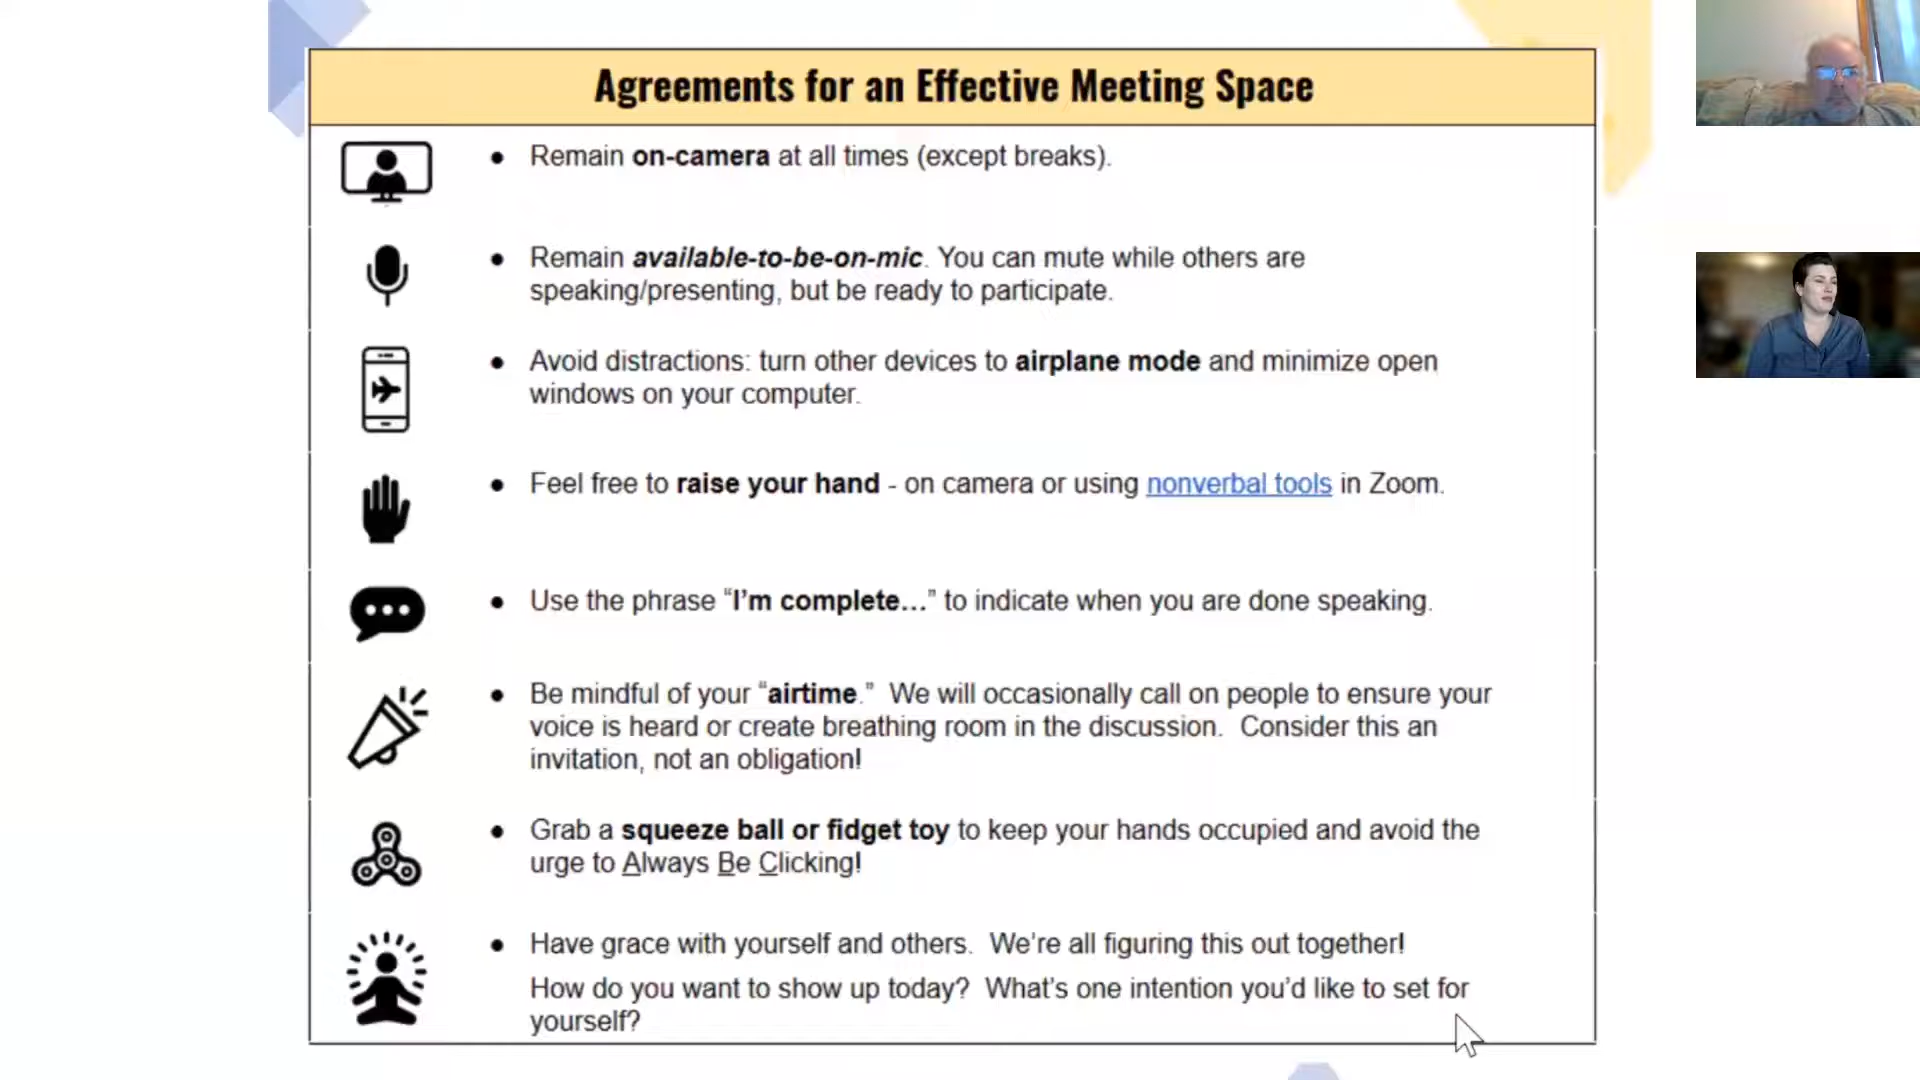 Agreements for an Effective Meeting Space
• Remain on-camera at all times (except breaks).
• Remain available-to-be-on-mic. You can mute while others are
speaking/presenting, but be ready to participate.
• Avoid distractions: turn other devices to airplane mode and minimize open
windows on your computer.
• Feel free to raise your hand - on camera or using nonverbal tools in Zoom.
• Use the phrase “I’m complete…” to indicate when you are done speaking.
• Be mindful of your “airtime.”  We will occasionally call on people to ensure your
voice is heard or create breathing room in the discussion.  Consider this an
invitation, not an obligation!
• Grab a squeeze ball or fidget toy to keep your hands occupied and avoid the
urge to Always Be Clicking!
• Have grace with yourself and others.  We’re all figuring this out together!
How do you want to show up today?  What’s one intention you’d like to set for
yourself?